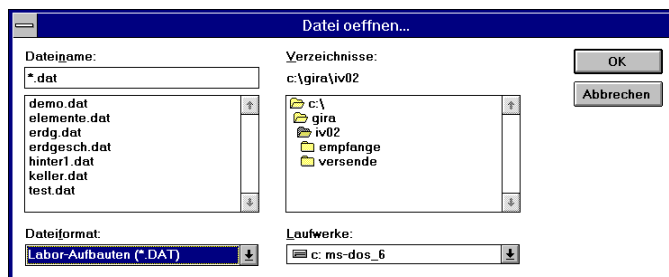 Datei oeffnen...
Dateiname:
*.dat
demo.dat
elemente.dat
erdg.dat
erdgesch.dat
hinter1.dat
keller.dat
test.dat
Dateiformat:
Labor-Aufbauten (*.DAT)
Verzeichnisse:
c:\gira\iv02
c:\
gira
iv02
empfange
versende
Laufwerke:
c: ms-dos_6
OK
Abbrechen